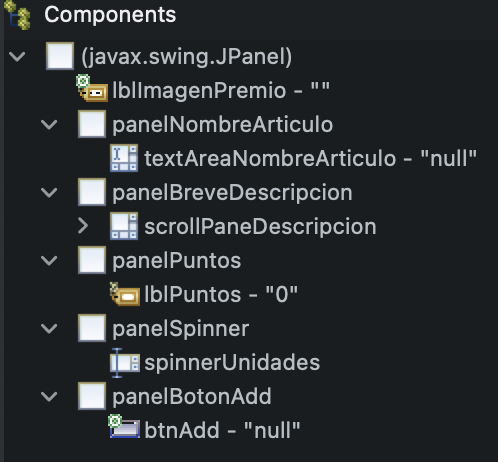 Components
(javax.swing.JPanel)
lblImagenPremio - ""
panelNombreArticulo
textAreaNombreArticulo - "null"
panelBreveDescripcion
scrollPaneDescripcion
panelPuntos
lblPuntos - "0"
panelSpinner
spinnerUnidades
panelBotonAdd
btnAdd - "null"